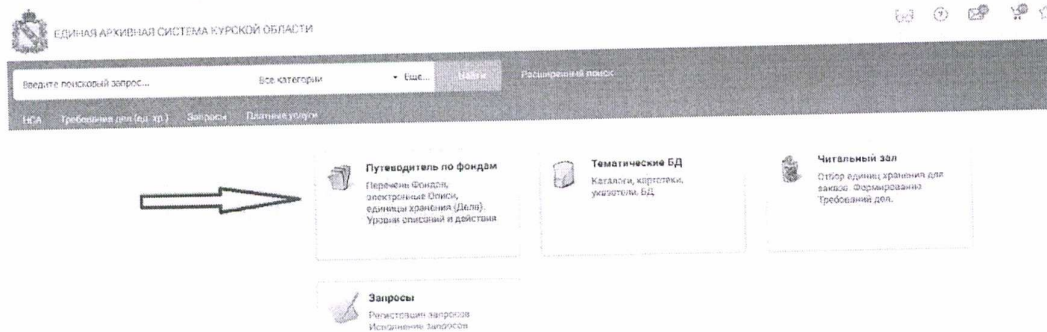 ЕДИНАЯ АРХИВНАЯ СИСТЕМА КУРСКОЙ ОБЛАСТИ
Введите поисковый запрос... Все категории Еще... Найти Расширенный поиск
НСА Требования дел (ед. хр.) Запросы Платные услуги
Путеводитель по фондам
Перечень Фондов,
электронные Описи,
единицы хранения (Дела).
Уровни описаний и действия
Тематические БД
Каталоги, картотеки,
указатели, БД
Читальный зал
Отбор единиц хранения для
заказа. Формирование
Требований дел.
Запросы
Регистрация запросов
Исполнение запросов